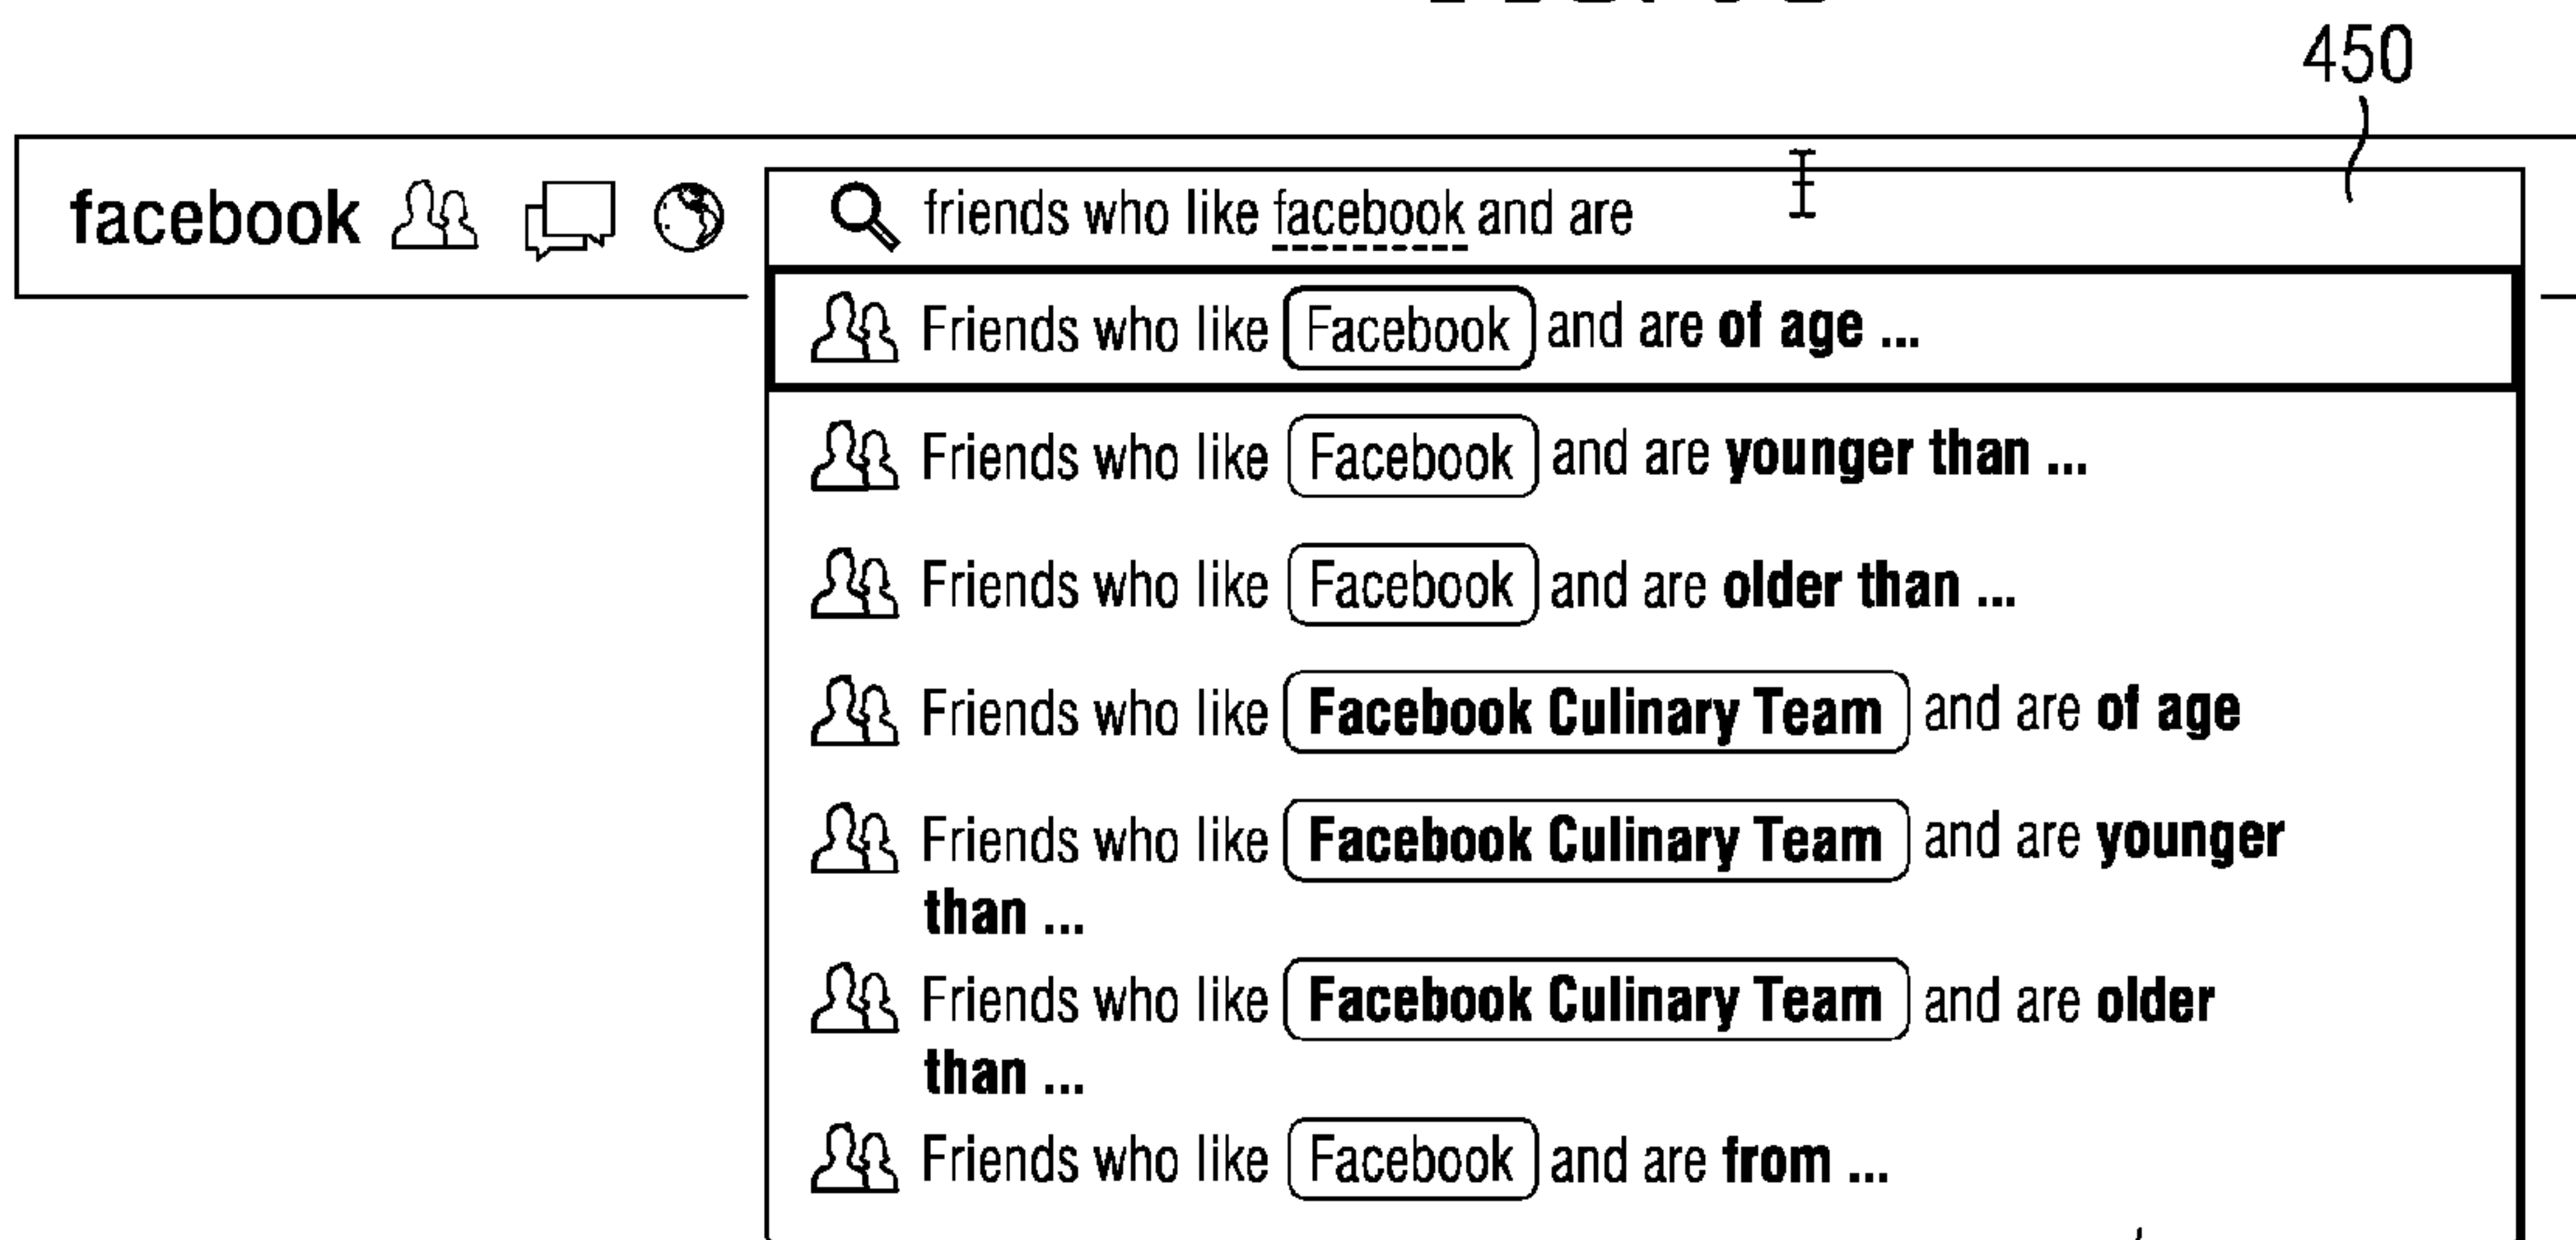 450
facebook
friends who like facebook and are
Friends who like Facebook and are of age ...
Friends who like Facebook and are younger than ...
Friends who like Facebook and are older than ...
Friends who like Facebook Culinary Team and are of age
Friends who like Facebook Culinary Team and are younger
than ...
Friends who like Facebook Culinary Team and are older
than ...
Friends who like Facebook and are from ...